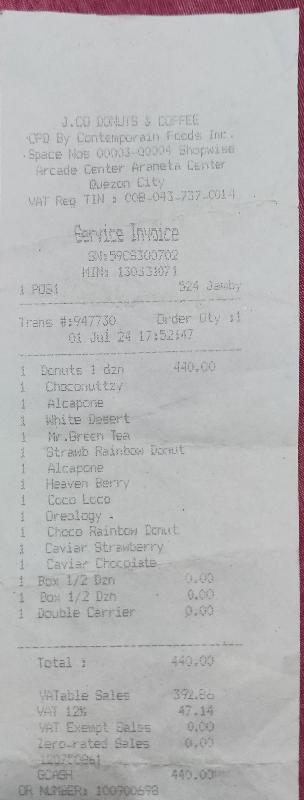 J.CO DONUTS & COFFEE
OPD By Contemporain Foods Inc.
Space Nos 00003-00004 Shopwise
Arcade Center Araneta Center
Quezon City
VAT Reg TIN : 008-043-737-0014
Service Invoice
SN:59C6300702
MIN: 130331071
1 POS1 524 Jamby
Trans #:947730 Order Qty :1
01 Jul 24 17:52:47
1 Donuts 1 dzn 440.00
1 Choconuttzy
1 Alcapone
1 White Desert
1 Mr.Green Tea
1 Strawb Rainbow Donut
1 Alcapone
1 Heaven Berry
1 Coco Loco
1 Oreology .
1 Choco Rainbow Donut
1 Caviar Strawberry
1 Caviar Chocolate
1 Box 1/2 Dzn 0.00
1 Box 1/2 Dzn 0.00
1 Double Carrier 0.00
Total : 440.00
VATable Sales 392.86
VAT 12% 47.14
VAT Exempt Sales 0.00
Zero-rated Sales 0.00
GCASH 440.00
OR NUMBER: 100900698